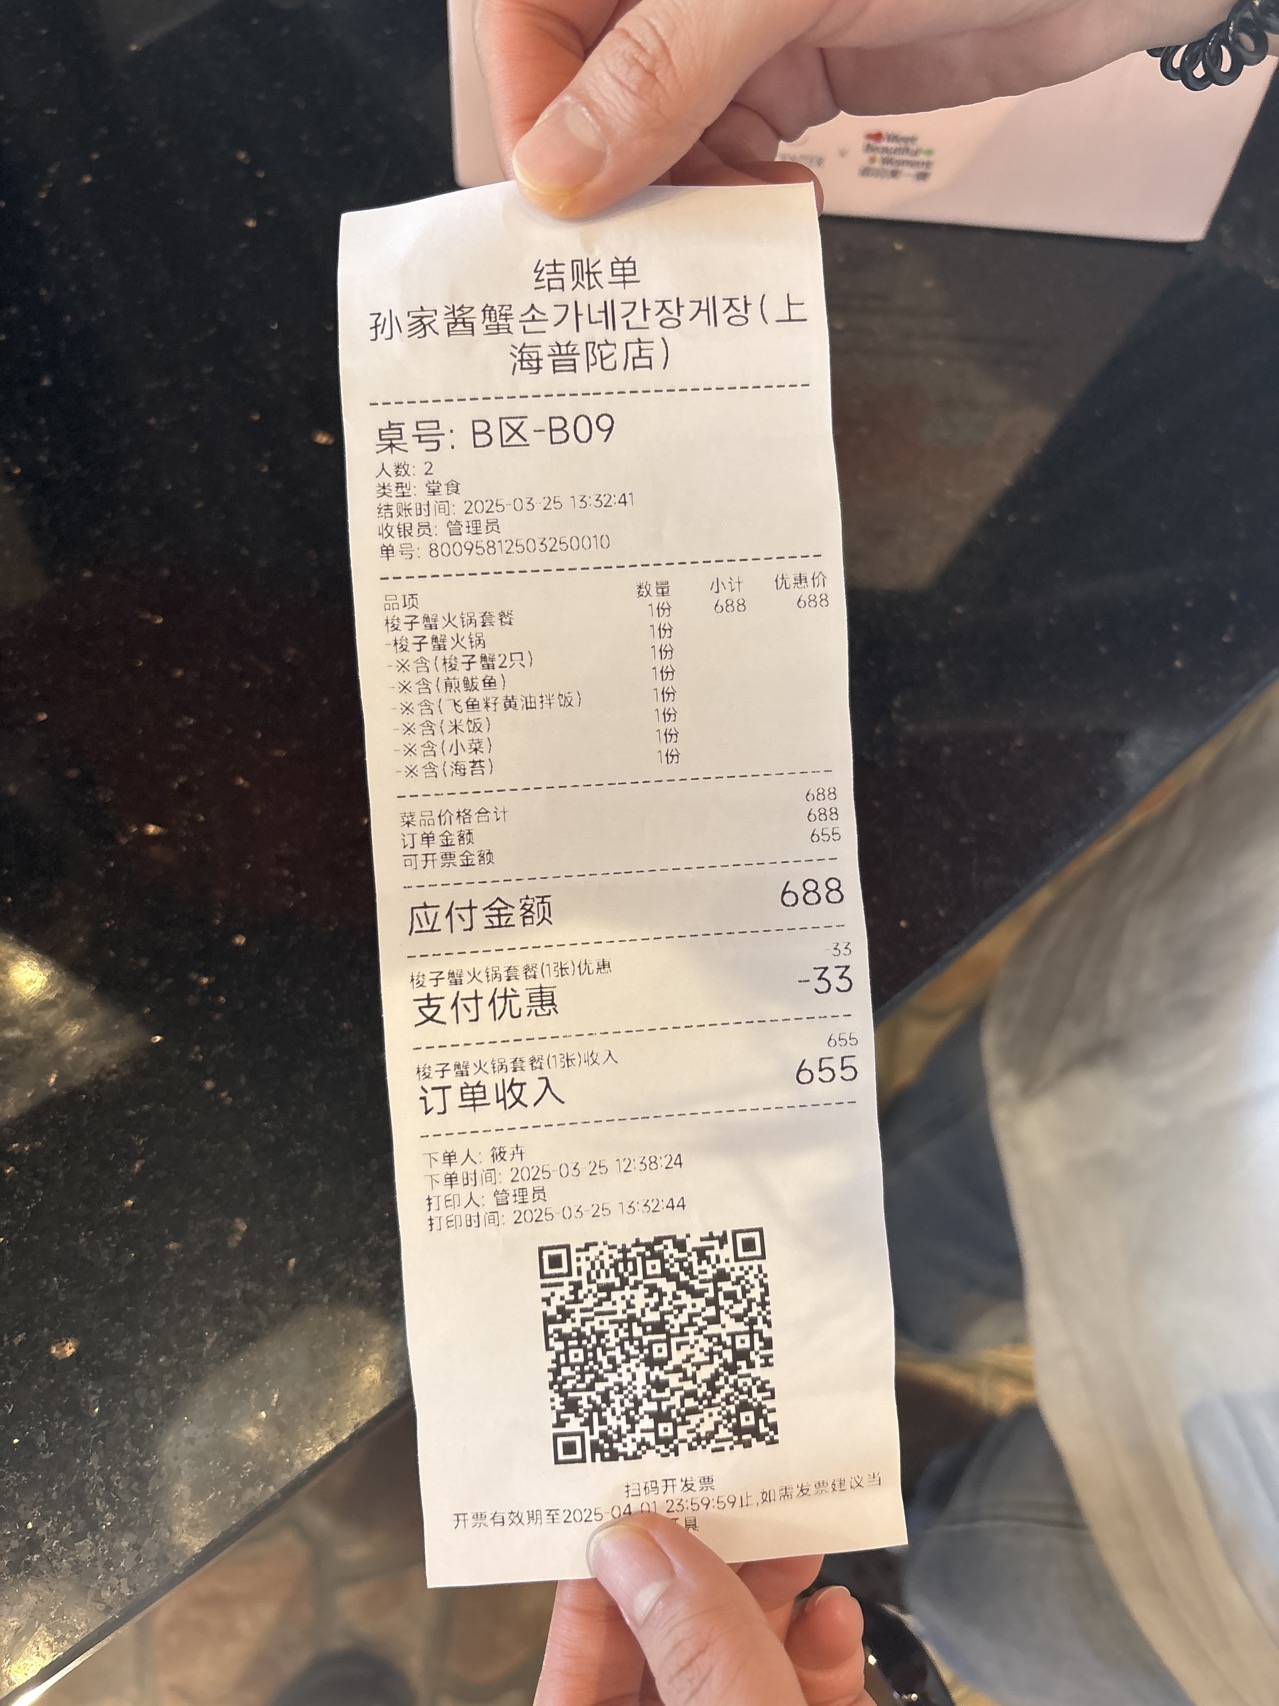 Most
Beautiful
Women
结账单
孙家酱蟹손가네간장게장(上
海普陀店)
桌号: B区-B09
人数: 2
类型: 堂食
结账时间: 2025-03-25 13:32:41
收银员: 管理员
单号: 80095812503250010
品项 数量 小计 优惠价
梭子蟹火锅套餐 1份 688 688
-梭子蟹火锅 1份
-※含(梭子蟹2只) 1份
-※含(煎鲅鱼) 1份
-※含(飞鱼籽黄油拌饭) 1份
-※含(米饭) 1份
-※含(小菜) 1份
-※含(海苔) 1份
菜品价格合计 688
订单金额 688
可开票金额 655
应付金额 688
梭子蟹火锅套餐(1张)优惠 -33
支付优惠 -33
梭子蟹火锅套餐(1张)收入 655
订单收入 655
下单人: 筱卉
下单时间: 2025-03-25 12:38:24
打印人: 管理员
打印时间: 2025-03-25 13:32:44
扫码开发票
开票有效期至2025-04-01 23:59:59止,如需发票建议当
具